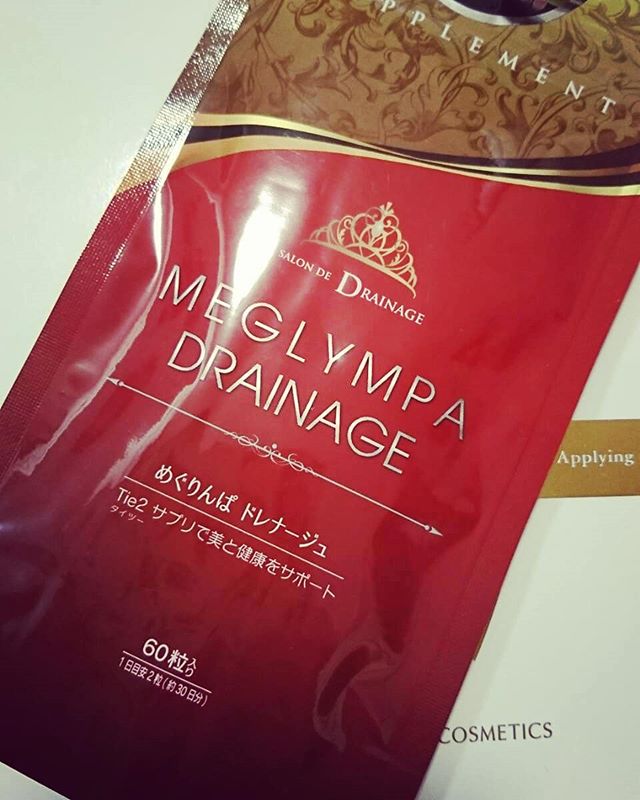 PPLEMENT
SALON DE DRAINAGE
MEGLYMPA
DRAINAGE
めぐりんぱ ドレナージュ
Tie2 サプリで美と健康をサポート
タイツー
60粒入り
1日目安2粒(約30日分)
Applying
COSMETICS